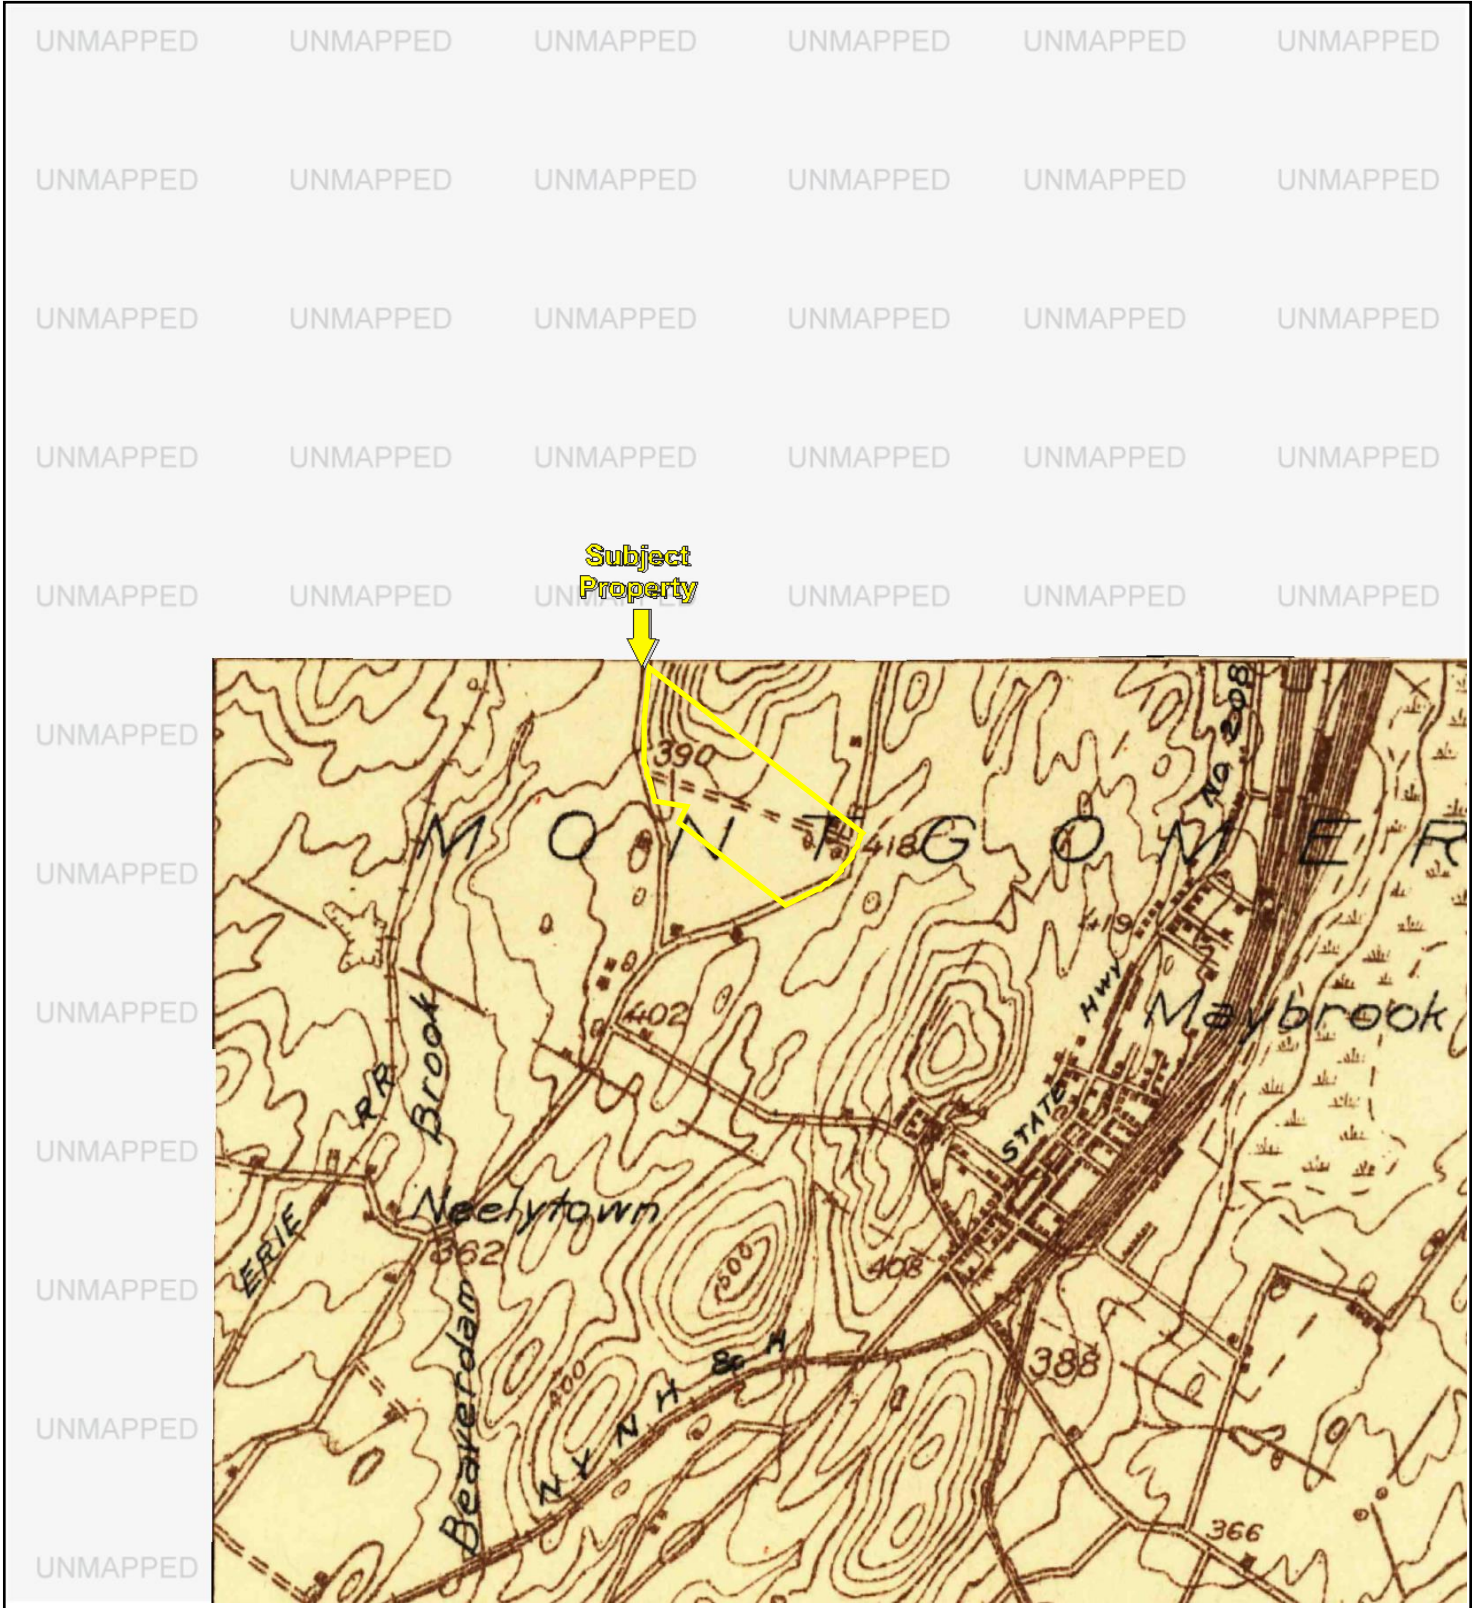 UNMAPPED UNMAPPED UNMAPPED UNMAPPED UNMAPPED UNMAPPED
UNMAPPED UNMAPPED UNMAPPED UNMAPPED UNMAPPED UNMAPPED
UNMAPPED UNMAPPED UNMAPPED UNMAPPED UNMAPPED UNMAPPED
UNMAPPED UNMAPPED UNMAPPED UNMAPPED UNMAPPED UNMAPPED
Subject
Property
UNMAPPED UNMAPPED UNMAPPED UNMAPPED UNMAPPED UNMAPPED
UNMAPPED
NO 208
390
MONTGOMER
418
UNMAPPED
419
UNMAPPED
402
STATE HWY
Maybrook
UNMAPPED
ERIE RR
Beaverdam Brook
Neelytown
362
500
408
UNMAPPED
388
400
NYNH & H
UNMAPPED
366
UNMAPPED